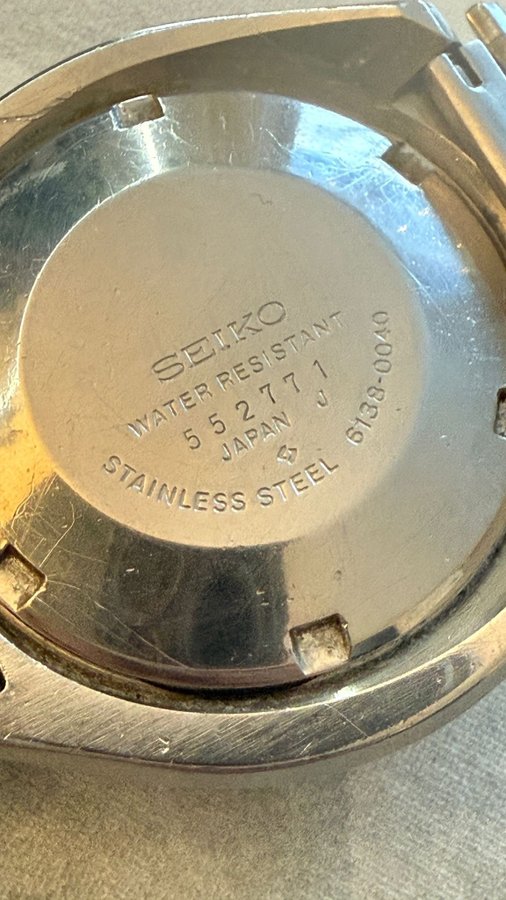 SEIKO
WATER RESISTANT
552771
JAPAN J
STAINLESS STEEL 6138-0040